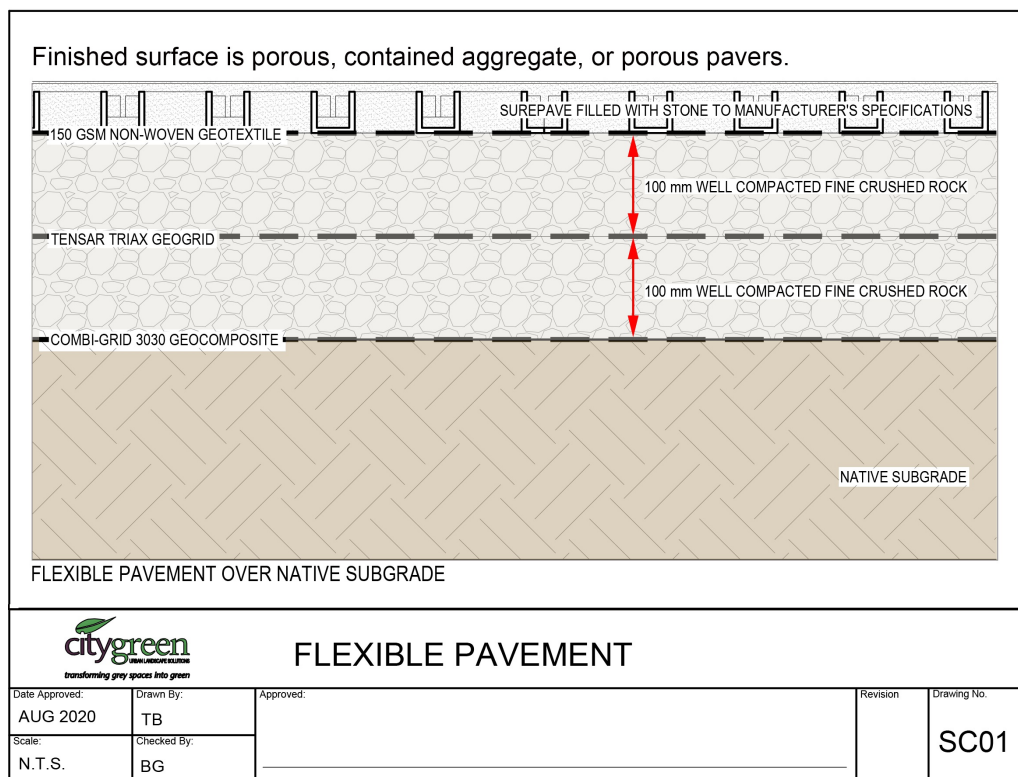 Finished surface is porous, contained aggregate, or porous pavers.
SUREPAVE FILLED WITH STONE TO MANUFACTURER'S SPECIFICATIONS
150 GSM NON-WOVEN GEOTEXTILE
100 mm WELL COMPACTED FINE CRUSHED ROCK
TENSAR TRIAX GEOGRID
100 mm WELL COMPACTED FINE CRUSHED ROCK
COMBI-GRID 3030 GEOCOMPOSITE
NATIVE SUBGRADE
FLEXIBLE PAVEMENT OVER NATIVE SUBGRADE
citygreen
URBAN LANDSCAPE SOLUTIONS
transforming grey spaces into green
FLEXIBLE PAVEMENT
Date Approved:
AUG 2020
Drawn By:
TB
Approved:
Revision
Drawing No.
SC01
Scale:
N.T.S.
Checked By:
BG